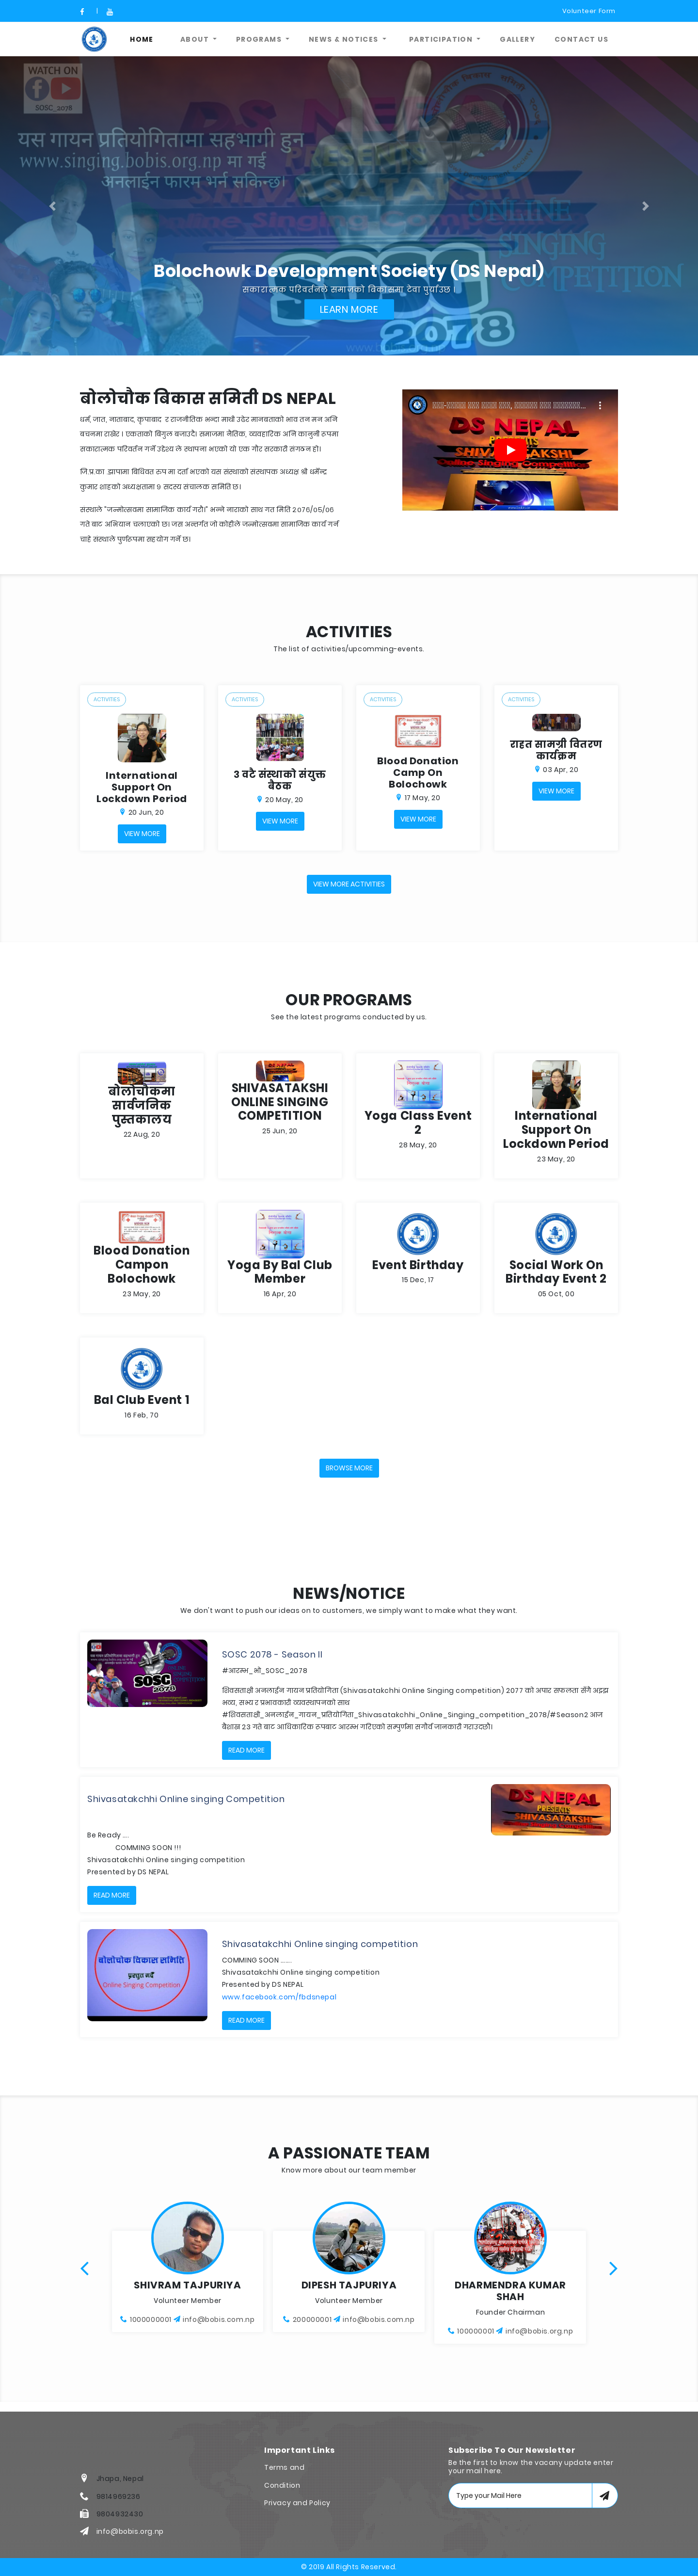 Volunteer Form
HOME
ABOUT
PROGRAMS
NEWS & NOTICES
PARTICIPATION
GALLERY
CONTACT US
WATCH ON
SOSC_2078
यस गायन प्रतियोगितामा सहभागी हुन
www.singing.bobis.org.np मा गई
अनलाईन फारम भर्न सकिन्छ।
Online Singing Competition
ONLINE
SINGING
COMPETITION
2078
Bolochowk Development Society (DS Nepal)
सकारात्मक परिवर्तनले समाजको विकासमा टेवा पुर्याउछ ।
LEARN MORE
बोलोचौक बिकास समिती DS NEPAL
धर्म, जात, जाताबाद, कृपाबाद र राजनीतिक भन्दा माथी उठेर मानबताको भाव तन मन अनि
बचनमा राखेर । एकताको बिगुल बजाउदै। समाजमा नैतिक, व्यवहारिक अनि कानुनी रूपमा
सकारात्मक परिवर्तन गर्ने उद्देश्य ले स्थापना भएको यो एक गौर सरकारी संगठन हो।
जि.प्र.का झापामा बिधिवत रुप मा दर्ता भएको यस संस्थाको संस्थापक अध्यक्ष श्री धर्मेन्द्र
कुमार शाहको अध्यक्षतामा ९ सदस्य संचालक समिति छ।
संस्थाले "जन्मोत्सवमा सामाजिक कार्य गरौ।" भन्ने नाराको साथ गत मिति 2076/05/06
गते बाट अभियान चलाएको छ। जस अन्तर्गत जो कोहीले जन्मोत्सवमा सामाजिक कार्य गर्न
चाहे संस्थाले पुर्णरूपमा सहयोग गर्ने छ।
PRESENTS
SHIVASATAKSHI
Online Singing Competition
ACTIVITIES
The list of activities/upcomming-events.
ACTIVITIES
International Support On Lockdown Period
20 Jun, 20
VIEW MORE
ACTIVITIES
३ वटै संस्थाको संयुक्त बैठक
20 May, 20
VIEW MORE
ACTIVITIES
Blood Donation Camp On Bolochowk
17 May, 20
VIEW MORE
ACTIVITIES
राहत सामग्री वितरण कार्यक्रम
03 Apr, 20
VIEW MORE
VIEW MORE ACTIVITIES
OUR PROGRAMS
See the latest programs conducted by us.
बोलोचोकमा सार्वजनिक पुस्तकालय
22 Aug, 20
SHIVASATAKSHI ONLINE SINGING COMPETITION
25 Jun, 20
Yoga Class Event 2
28 May, 20
International Support On Lockdown Period
23 May, 20
Blood Donation Campon Bolochowk
23 May, 20
Yoga By Bal Club Member
16 Apr, 20
Event Birthday
15 Dec, 17
Social Work On Birthday Event 2
05 Oct, 00
Bal Club Event 1
16 Feb, 70
BROWSE MORE
NEWS/NOTICE
We don't want to push our ideas on to customers, we simply want to make what they want.
SOSC
2078
SOSC 2078 - Season II
#आरम्भ_भौ_SOSC_2078
शिवसताक्षी अनलाईन गायन प्रतियोगिता (Shivasatakchhi Online Singing competition) 2077 को अपार सफलता सँगै अझ्झ
भव्य, सभ्य र प्रभावकारी व्यवस्थापनको साथ
#शिवसताक्षी_अनलाईन_गायन_प्रतियोगिता_Shivasatakchhi_Online_Singing_competition_2078/#Season2 आज
बैशाख 23 गते बाट आधिकारिक रुपबाट आरम्भ गरिएको सम्पुर्णमा सगौर्व जानकारी गराउदछौ।
READ MORE
Shivasatakchhi Online singing Competition
Be Ready ....
COMMING SOON !!!
Shivasatakchhi Online singing competition
Presented by DS NEPAL
READ MORE
DS NEPAL
PRESENTS
SHIVASATAKSHI
बोलोचोक विकास समिति
प्रस्तुत गर्दै
Online Singing Competition
Shivasatakchhi Online singing competition
COMMING SOON .......
Shivasatakchhi Online singing competition
Presented by DS NEPAL
www.facebook.com/fbdsnepal
READ MORE
A PASSIONATE TEAM
Know more about our team member
SHIVRAM TAJPURIYA
Volunteer Member
1000000001 info@bobis.com.np
DIPESH TAJPURIYA
Volunteer Member
200000001 info@bobis.com.np
DHARMENDRA KUMAR SHAH
Founder Chairman
100000001 info@bobis.org.np
Jhapa, Nepal
9814969236
9804932430
info@bobis.org.np
Important Links
Terms and
Condition
Privacy and Policy
Subscribe To Our Newsletter
Be the first to know the vacany update enter
your mail here.
Type your Mail Here
© 2019 All Rights Reserved.